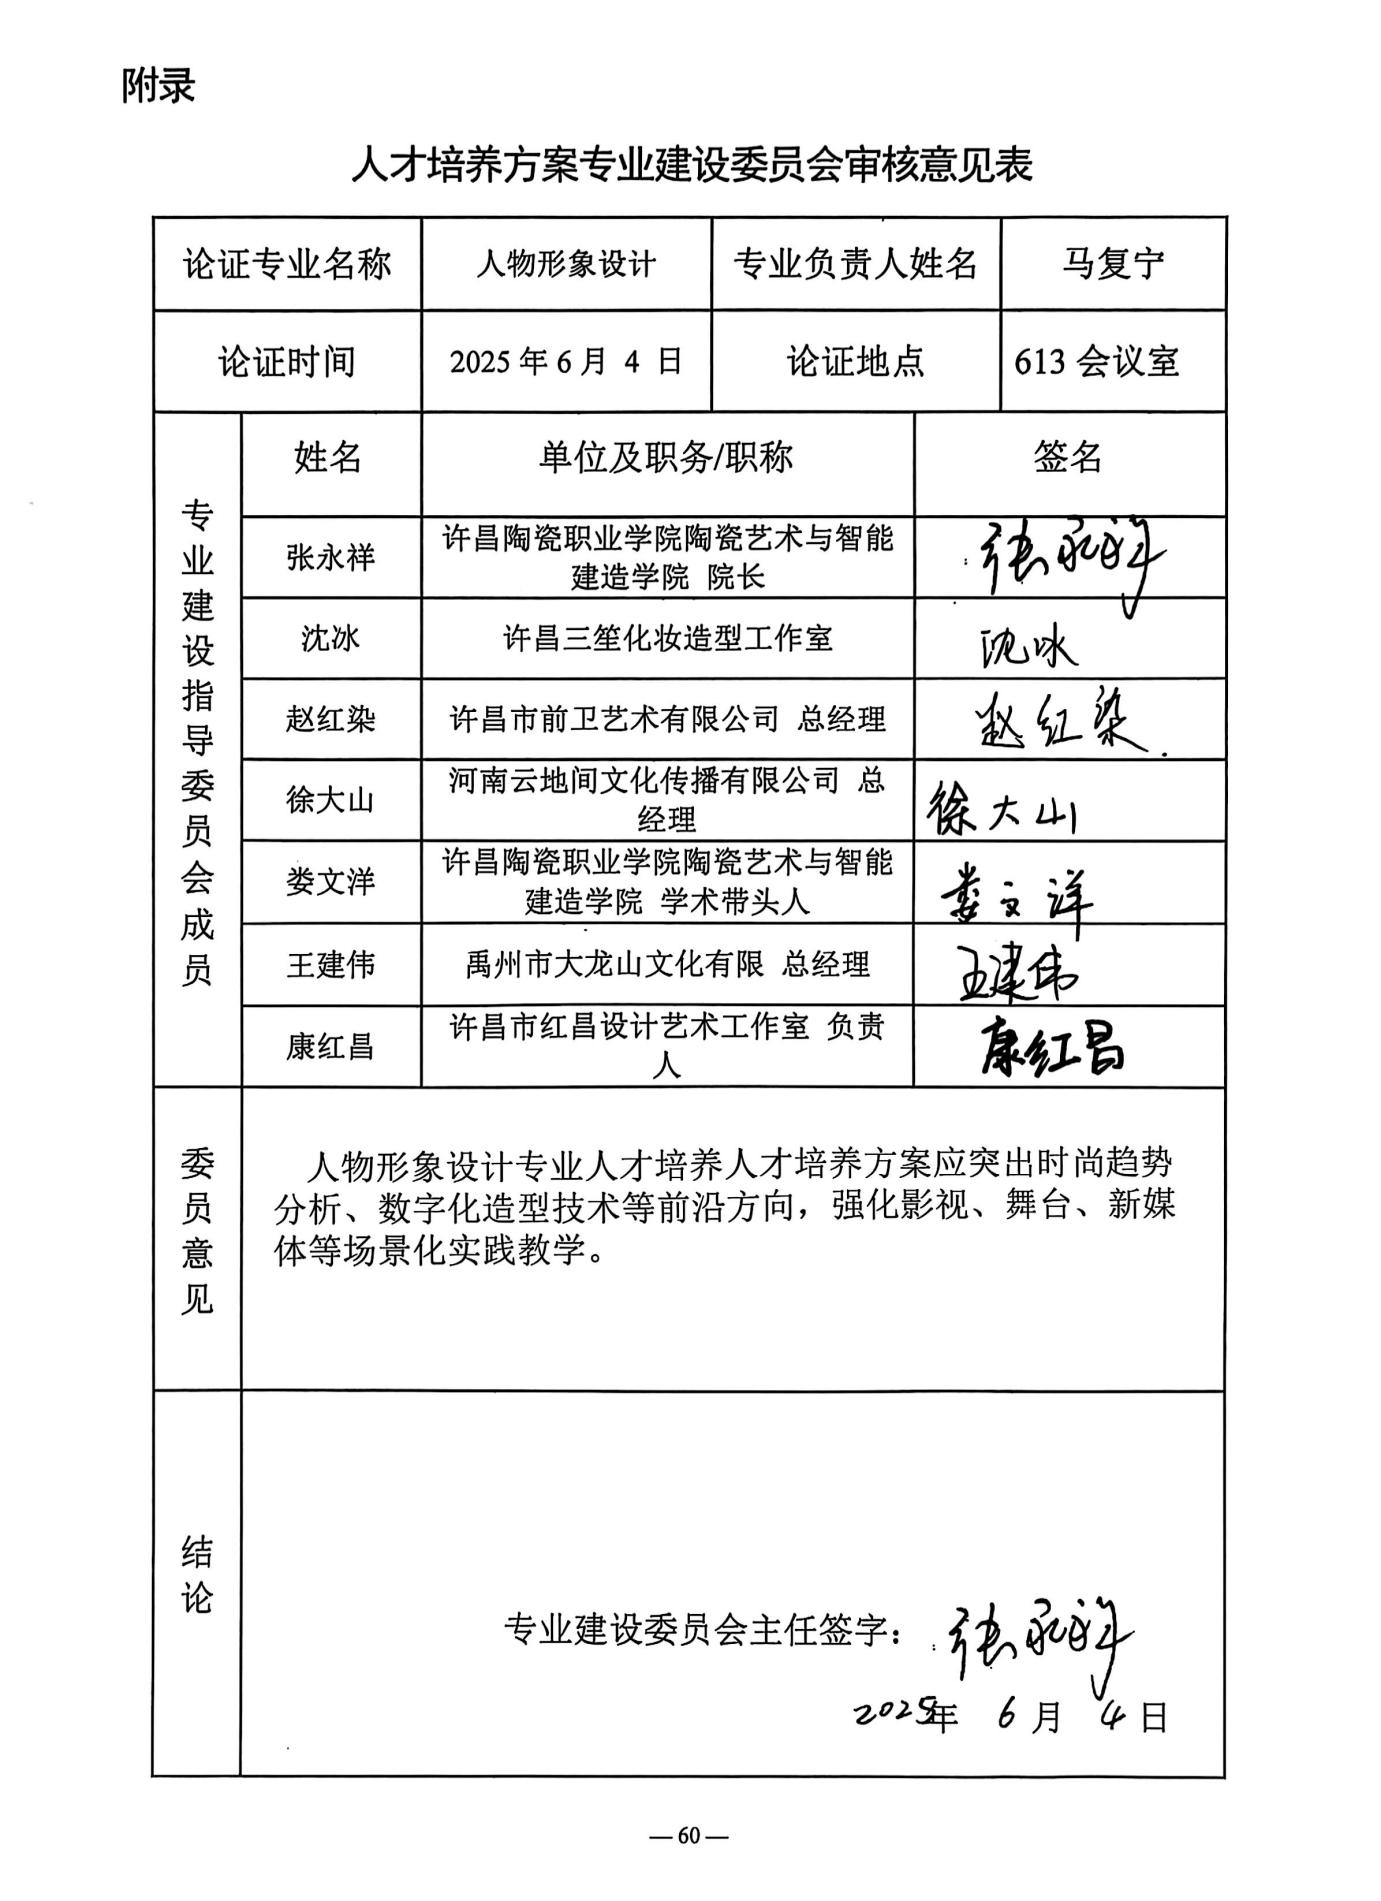 附录
人才培养方案专业建设委员会审核意见表
论证专业名称 人物形象设计 专业负责人姓名 马复宁
论证时间 2025年6月 4 日 论证地点 613会议室
专业建设指导委员会成员
姓名 单位及职务/职称 签名
张永祥 许昌陶瓷职业学院陶瓷艺术与智能
建造学院 院长 张永祥
沈冰 许昌三笙化妆造型工作室 沈冰
赵红染 许昌市前卫艺术有限公司 总经理 赵红染
徐大山 河南云地间文化传播有限公司 总
经理 徐大山
娄文洋 许昌陶瓷职业学院陶瓷艺术与智能
建造学院 学术带头人 娄文洋
王建伟 禹州市大龙山文化有限 总经理 王建伟
康红昌 许昌市红昌设计艺术工作室 负责
人 康红昌
委员意见
人物形象设计专业人才培养人才培养方案应突出时尚趋势
分析、数字化造型技术等前沿方向，强化影视、舞台、新媒
体等场景化实践教学。
结论
专业建设委员会主任签字：张永祥
2025年 6 月 4 日
— 60 —